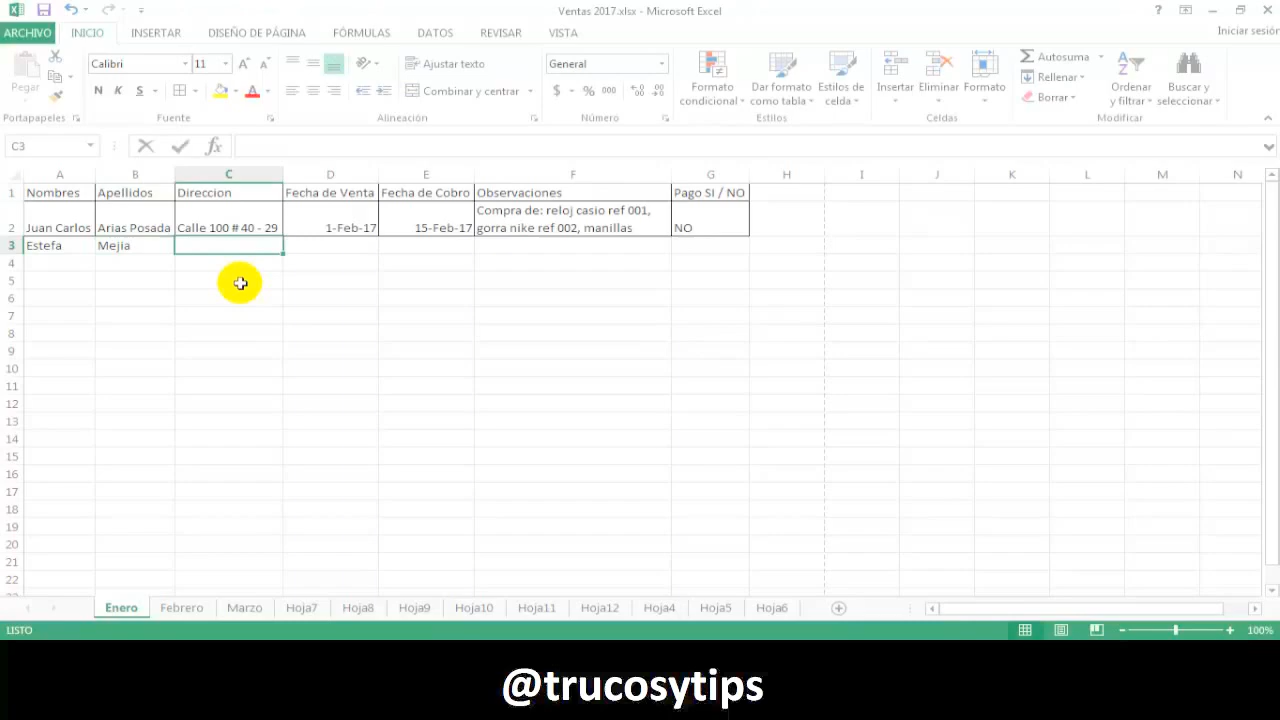 Ventas 2017.xlsx - Microsoft Excel
ARCHIVO INICIO INSERTAR DISEÑO DE PÁGINA FÓRMULAS DATOS REVISAR VISTA Iniciar sesión
Pegar
Calibri 11
N K S
Ajustar texto
Combinar y centrar
General
$ % 000
Formato condicional
Dar formato como tabla
Estilos de celda
Insertar Eliminar Formato
Autosuma
Rellenar
Borrar
Ordenar y filtrar
Buscar y seleccionar
Portapapeles Fuente Alineación Número Estilos Celdas Modificar
C3 fx
A B C D E F G H I J K L M N
1 Nombres Apellidos Direccion Fecha de Venta Fecha de Cobro Observaciones Pago SI / NO
2 Juan Carlos Arias Posada Calle 100 # 40 - 29 1-Feb-17 15-Feb-17 Compra de: reloj casio ref 001, gorra nike ref 002, manillas NO
3 Estefa Mejia
4
5
6
7
8
9
10
11
12
13
14
15
16
17
18
19
20
21
22
Enero Febrero Marzo Hoja7 Hoja8 Hoja9 Hoja10 Hoja11 Hoja12 Hoja4 Hoja5 Hoja6
LISTO 100%
@trucosytips